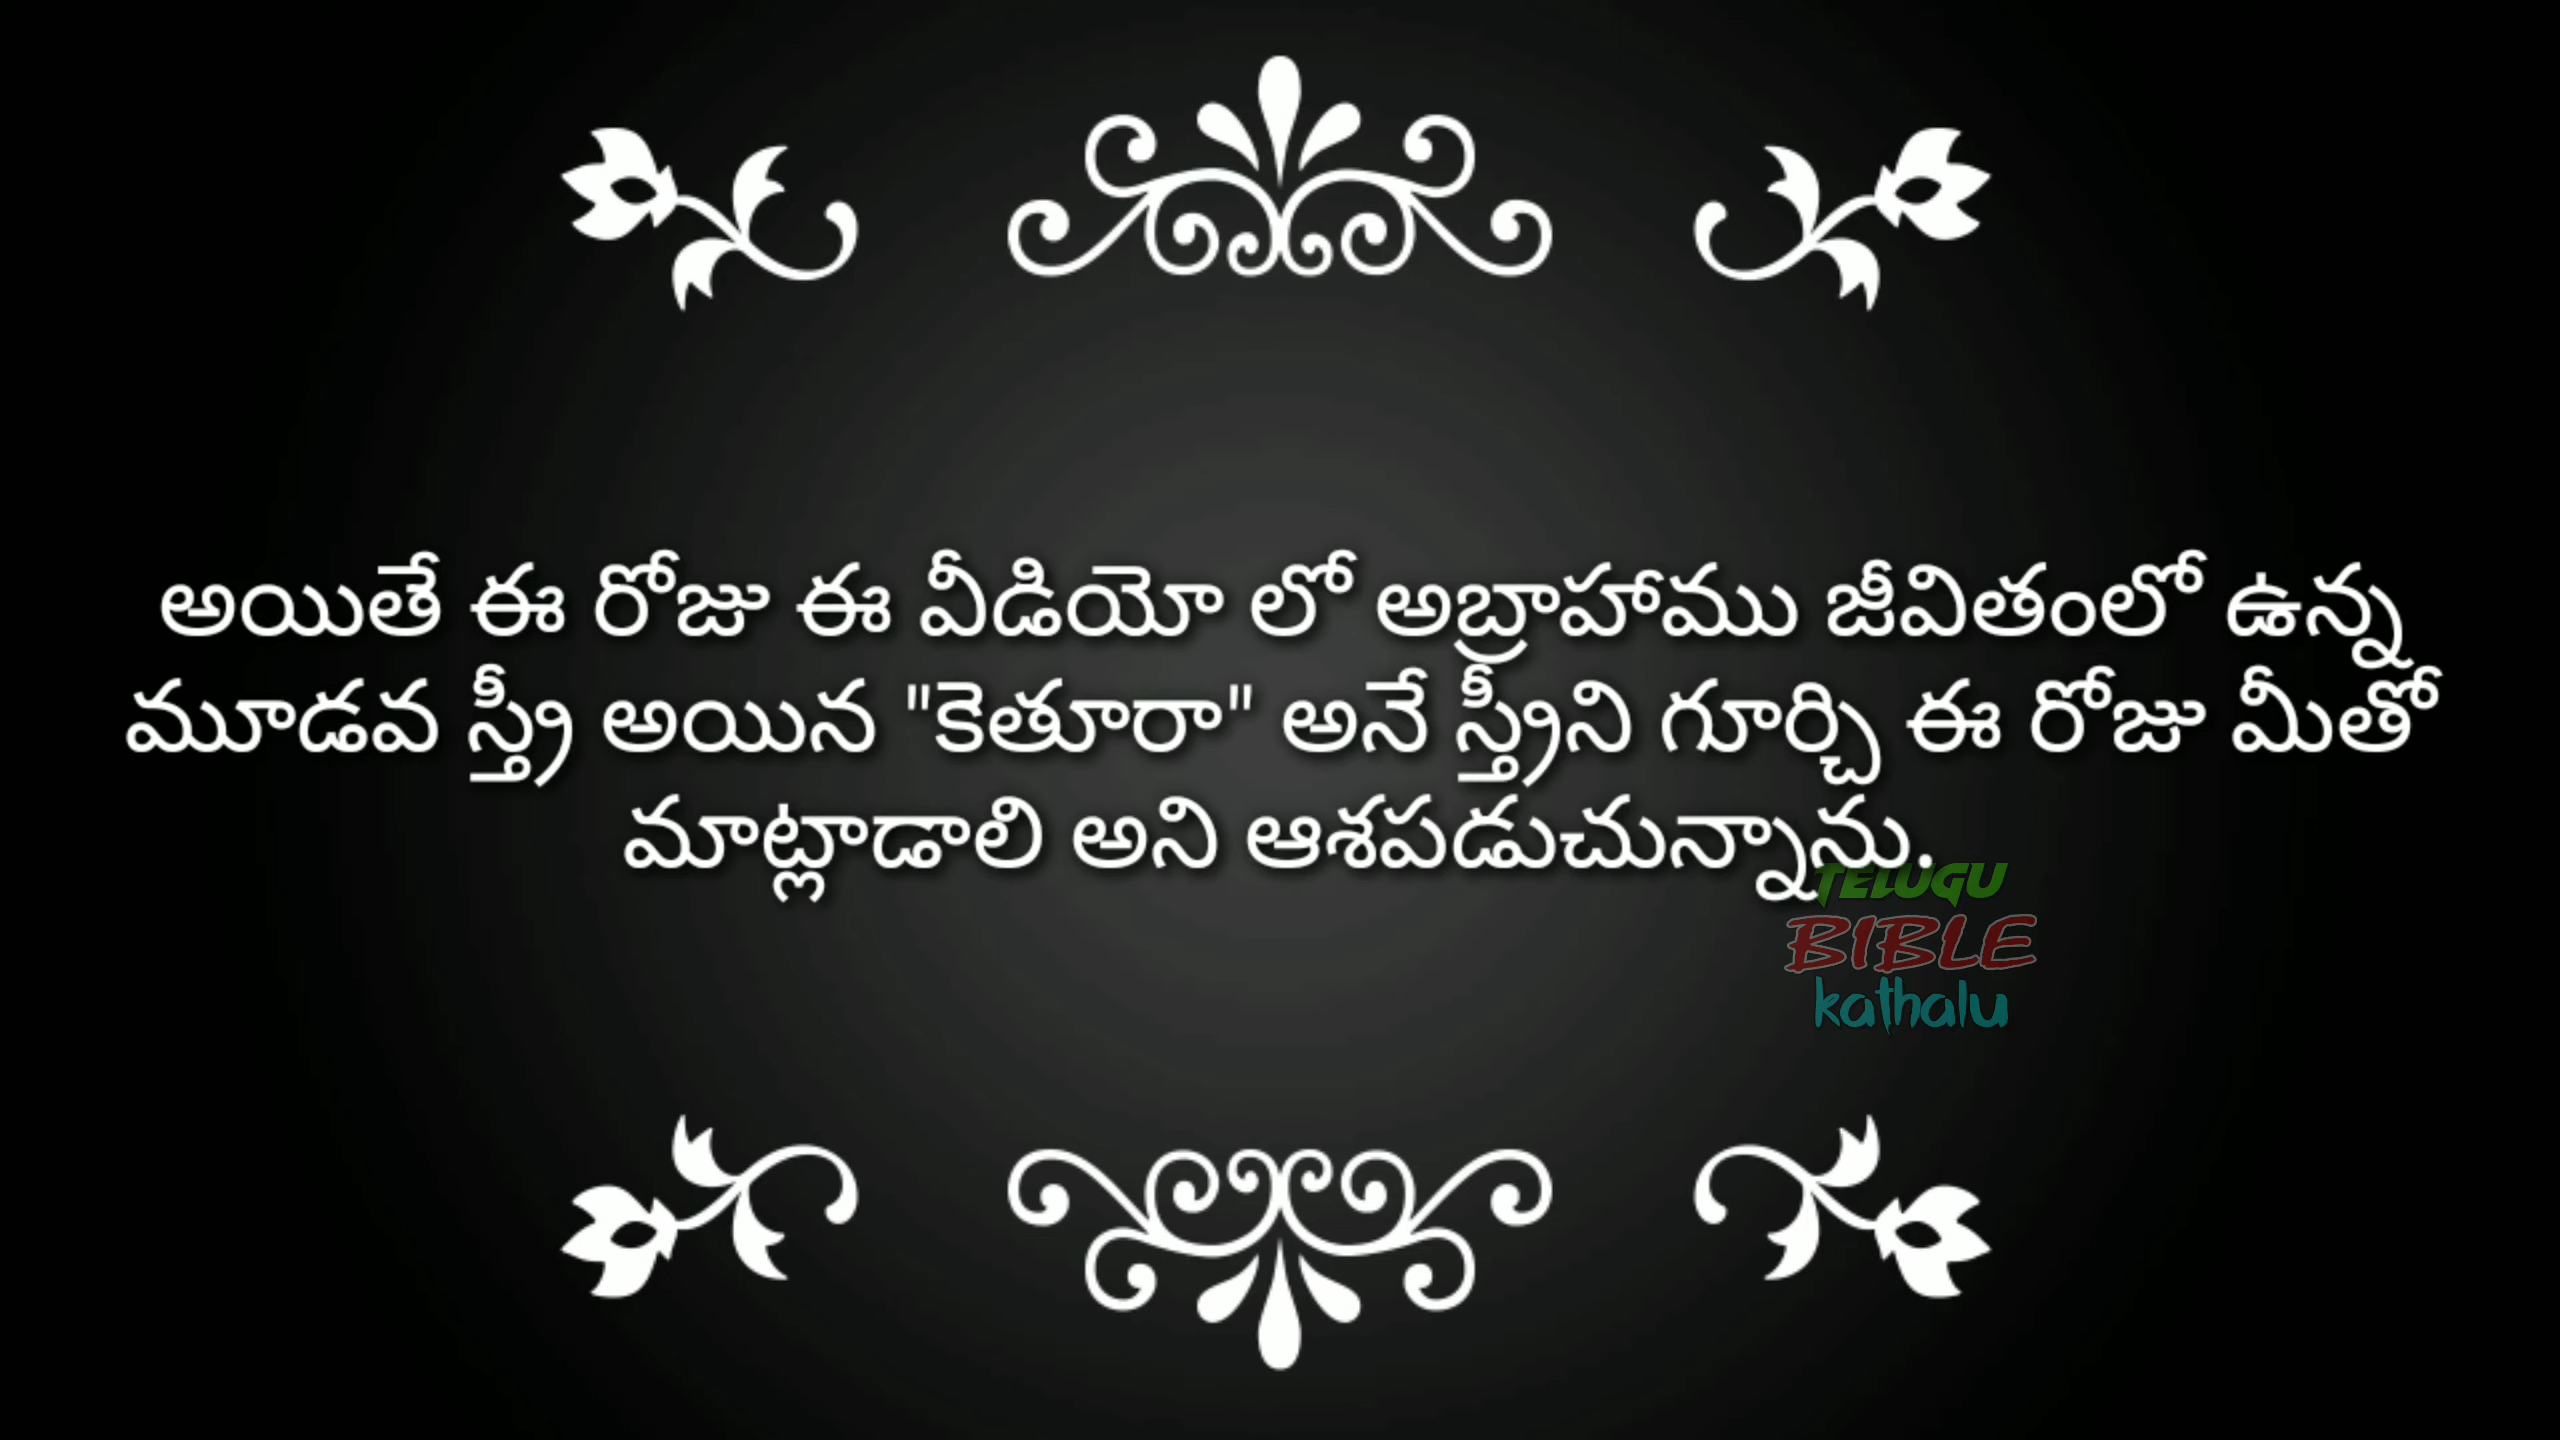 అయితే ఈ రోజు ఈ వీడియో లో అబ్రాహాము జీవితంలో ఉన్న
మూడవ స్త్రీ అయిన "కెతూరా" అనే స్త్రీని గూర్చి ఈ రోజు మీతో
మాట్లాడాలి అని ఆశపడుచున్నాను.
TELUGU
BIBLE
kathalu